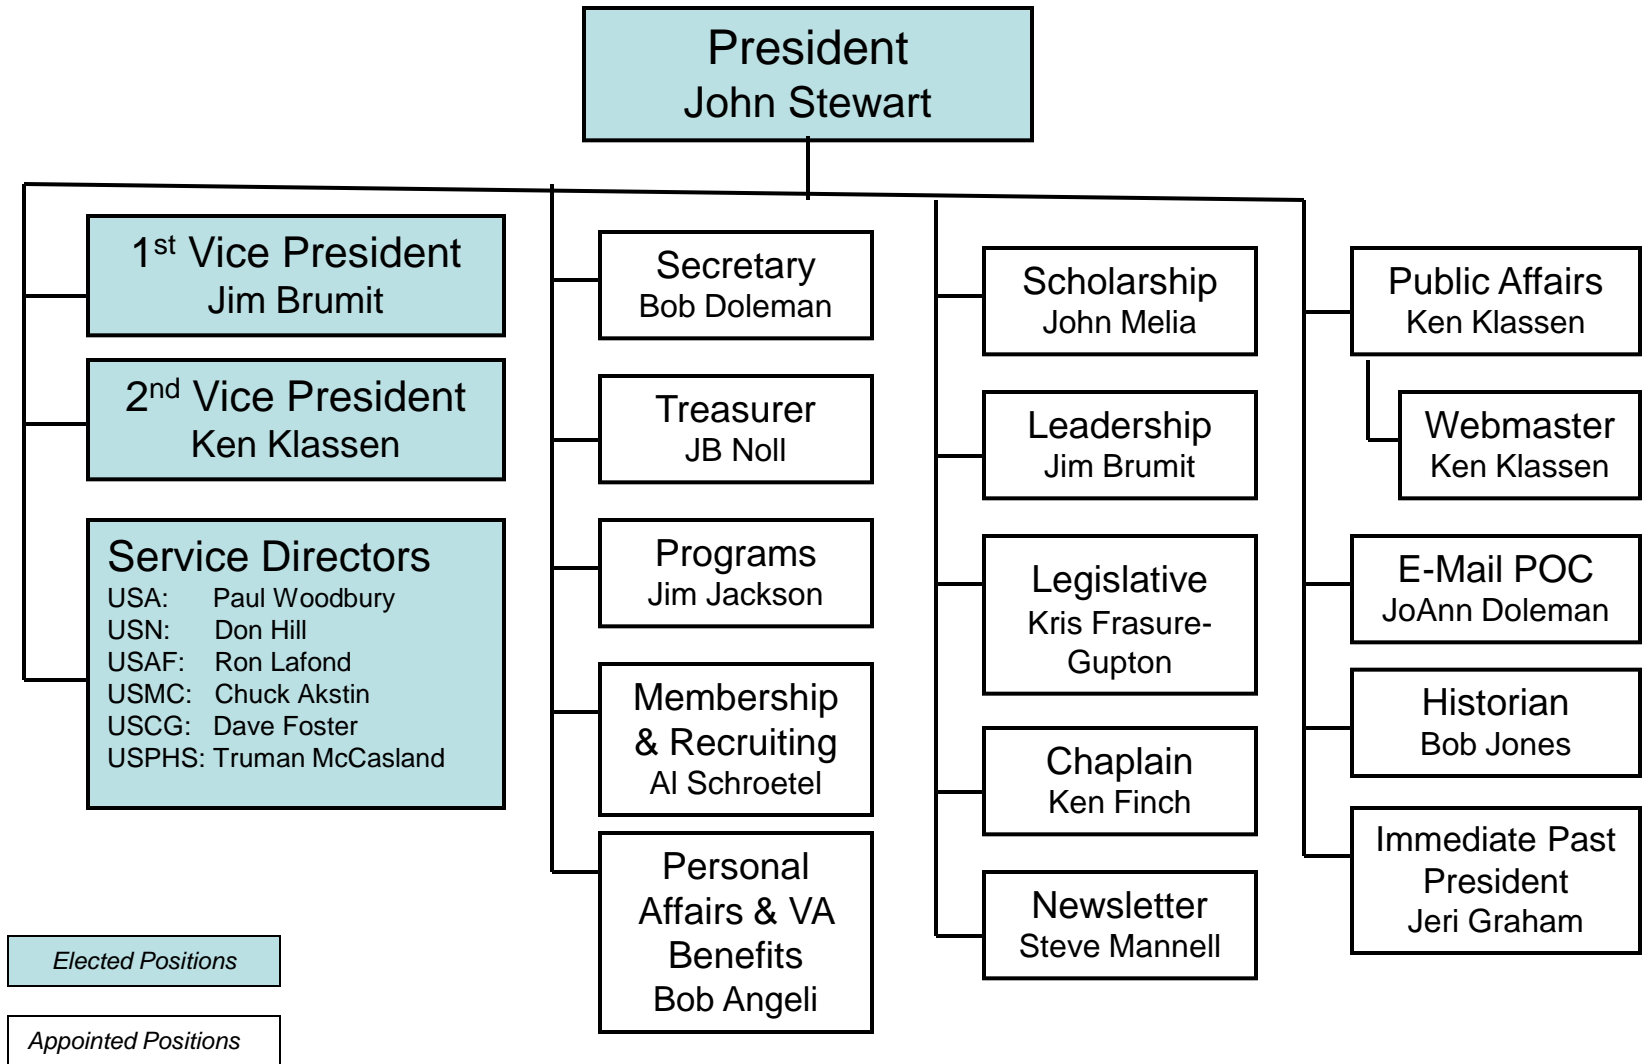 President
John Stewart
1st Vice President
Jim Brumit
2nd Vice President
Ken Klassen
Service Directors
USA: Paul Woodbury
USN: Don Hill
USAF: Ron Lafond
USMC: Chuck Akstin
USCG: Dave Foster
USPHS: Truman McCasland
Secretary
Bob Doleman
Treasurer
JB Noll
Programs
Jim Jackson
Membership
& Recruiting
Al Schroetel
Personal
Affairs & VA
Benefits
Bob Angeli
Scholarship
John Melia
Leadership
Jim Brumit
Legislative
Kris Frasure-
Gupton
Chaplain
Ken Finch
Newsletter
Steve Mannell
Public Affairs
Ken Klassen
Webmaster
Ken Klassen
E-Mail POC
JoAnn Doleman
Historian
Bob Jones
Immediate Past
President
Jeri Graham
Elected Positions
Appointed Positions